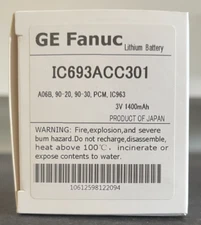 GE Fanuc
Lithium Battery
IC693ACC301
A06B, 90-20, 90-30, PCM, IC963
3V 1400mAh
PRODUCT OF JAPAN
WARNING: Fire,explosion,and severe
burn hazard.Do not recharge,disassemble,
heat above 100℃, incinerate or
expose contents to water.
10612598122094